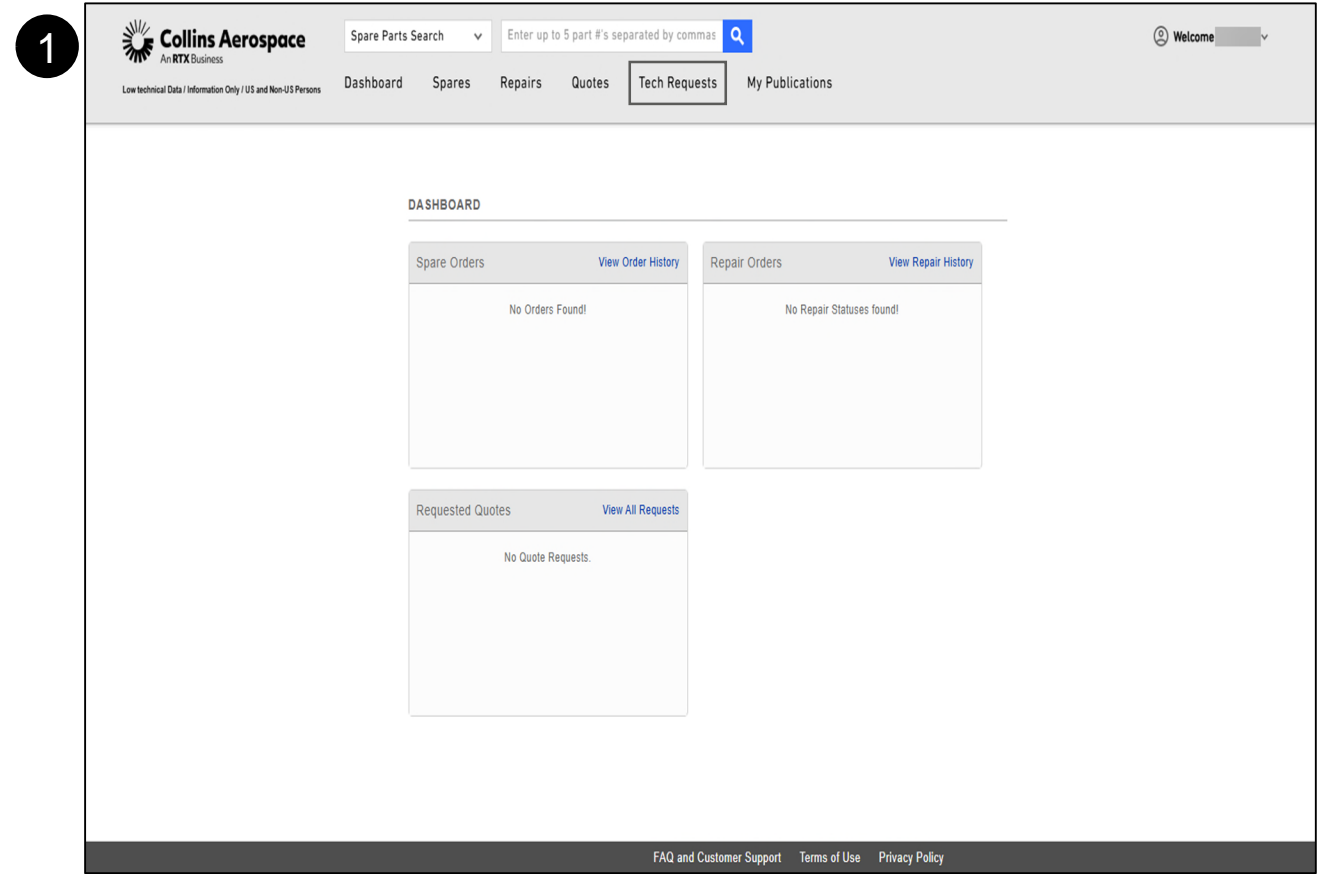 1
Collins Aerospace
An RTX Business
Low technical Data / Information Only / US and Non-US Persons
Spare Parts Search
Enter up to 5 part #'s separated by commas
Welcome
Dashboard Spares Repairs Quotes Tech Requests My Publications
DASHBOARD
Spare Orders View Order History
No Orders Found!
Repair Orders View Repair History
No Repair Statuses found!
Requested Quotes View All Requests
No Quote Requests.
FAQ and Customer Support Terms of Use Privacy Policy